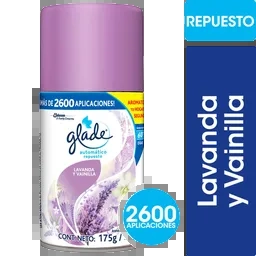 REPUESTO
MÁS DE 2600 APLICACIONES!
glade
automático
repuesto
LAVANDA
Y VAINILLA
CONT. NETO: 175g/
2600
APLICACIONES
Lavanda
y Vainilla